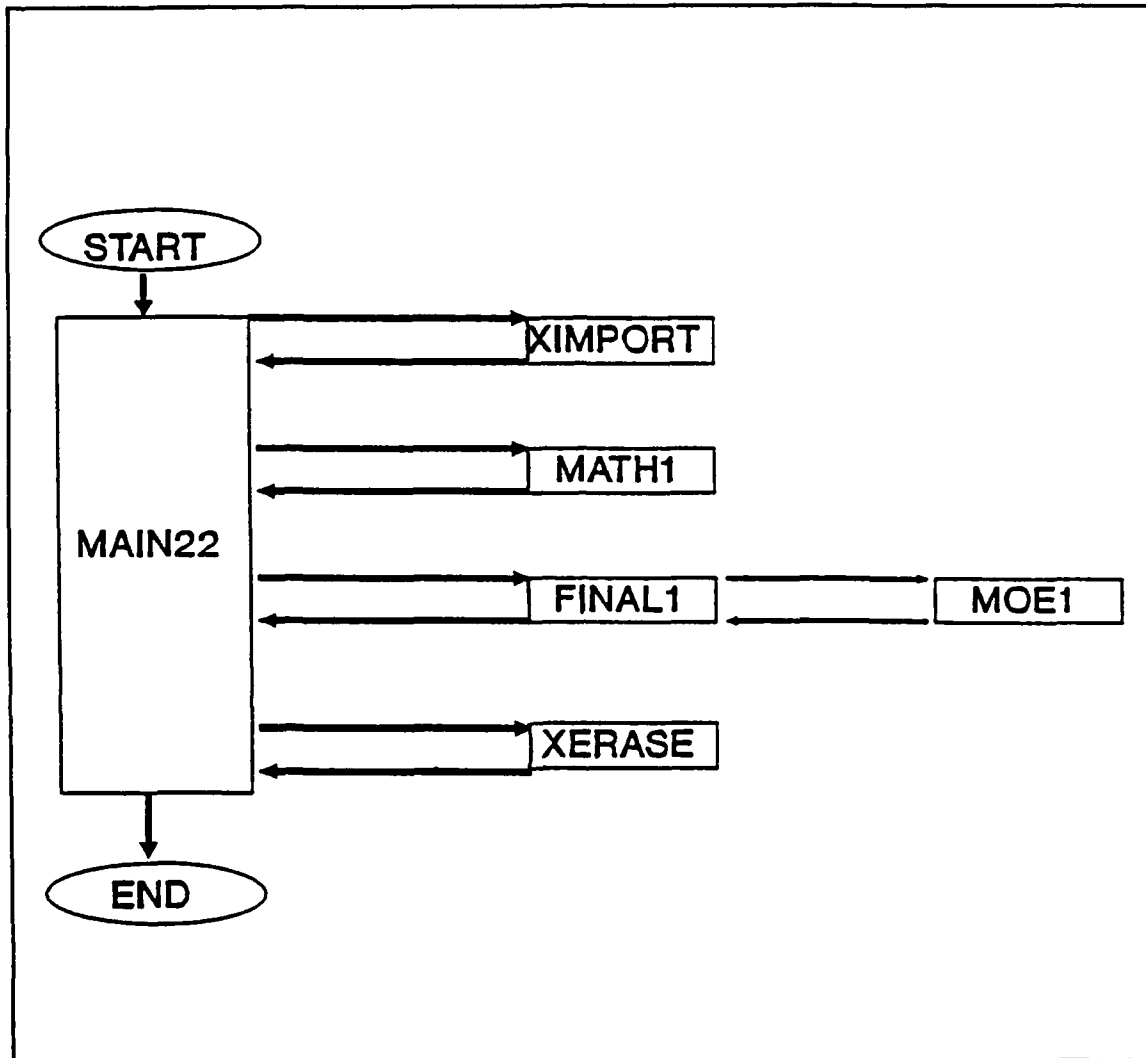 START
XIMPORT
MATH1
MAIN22
FINAL1
MOE1
XERASE
END